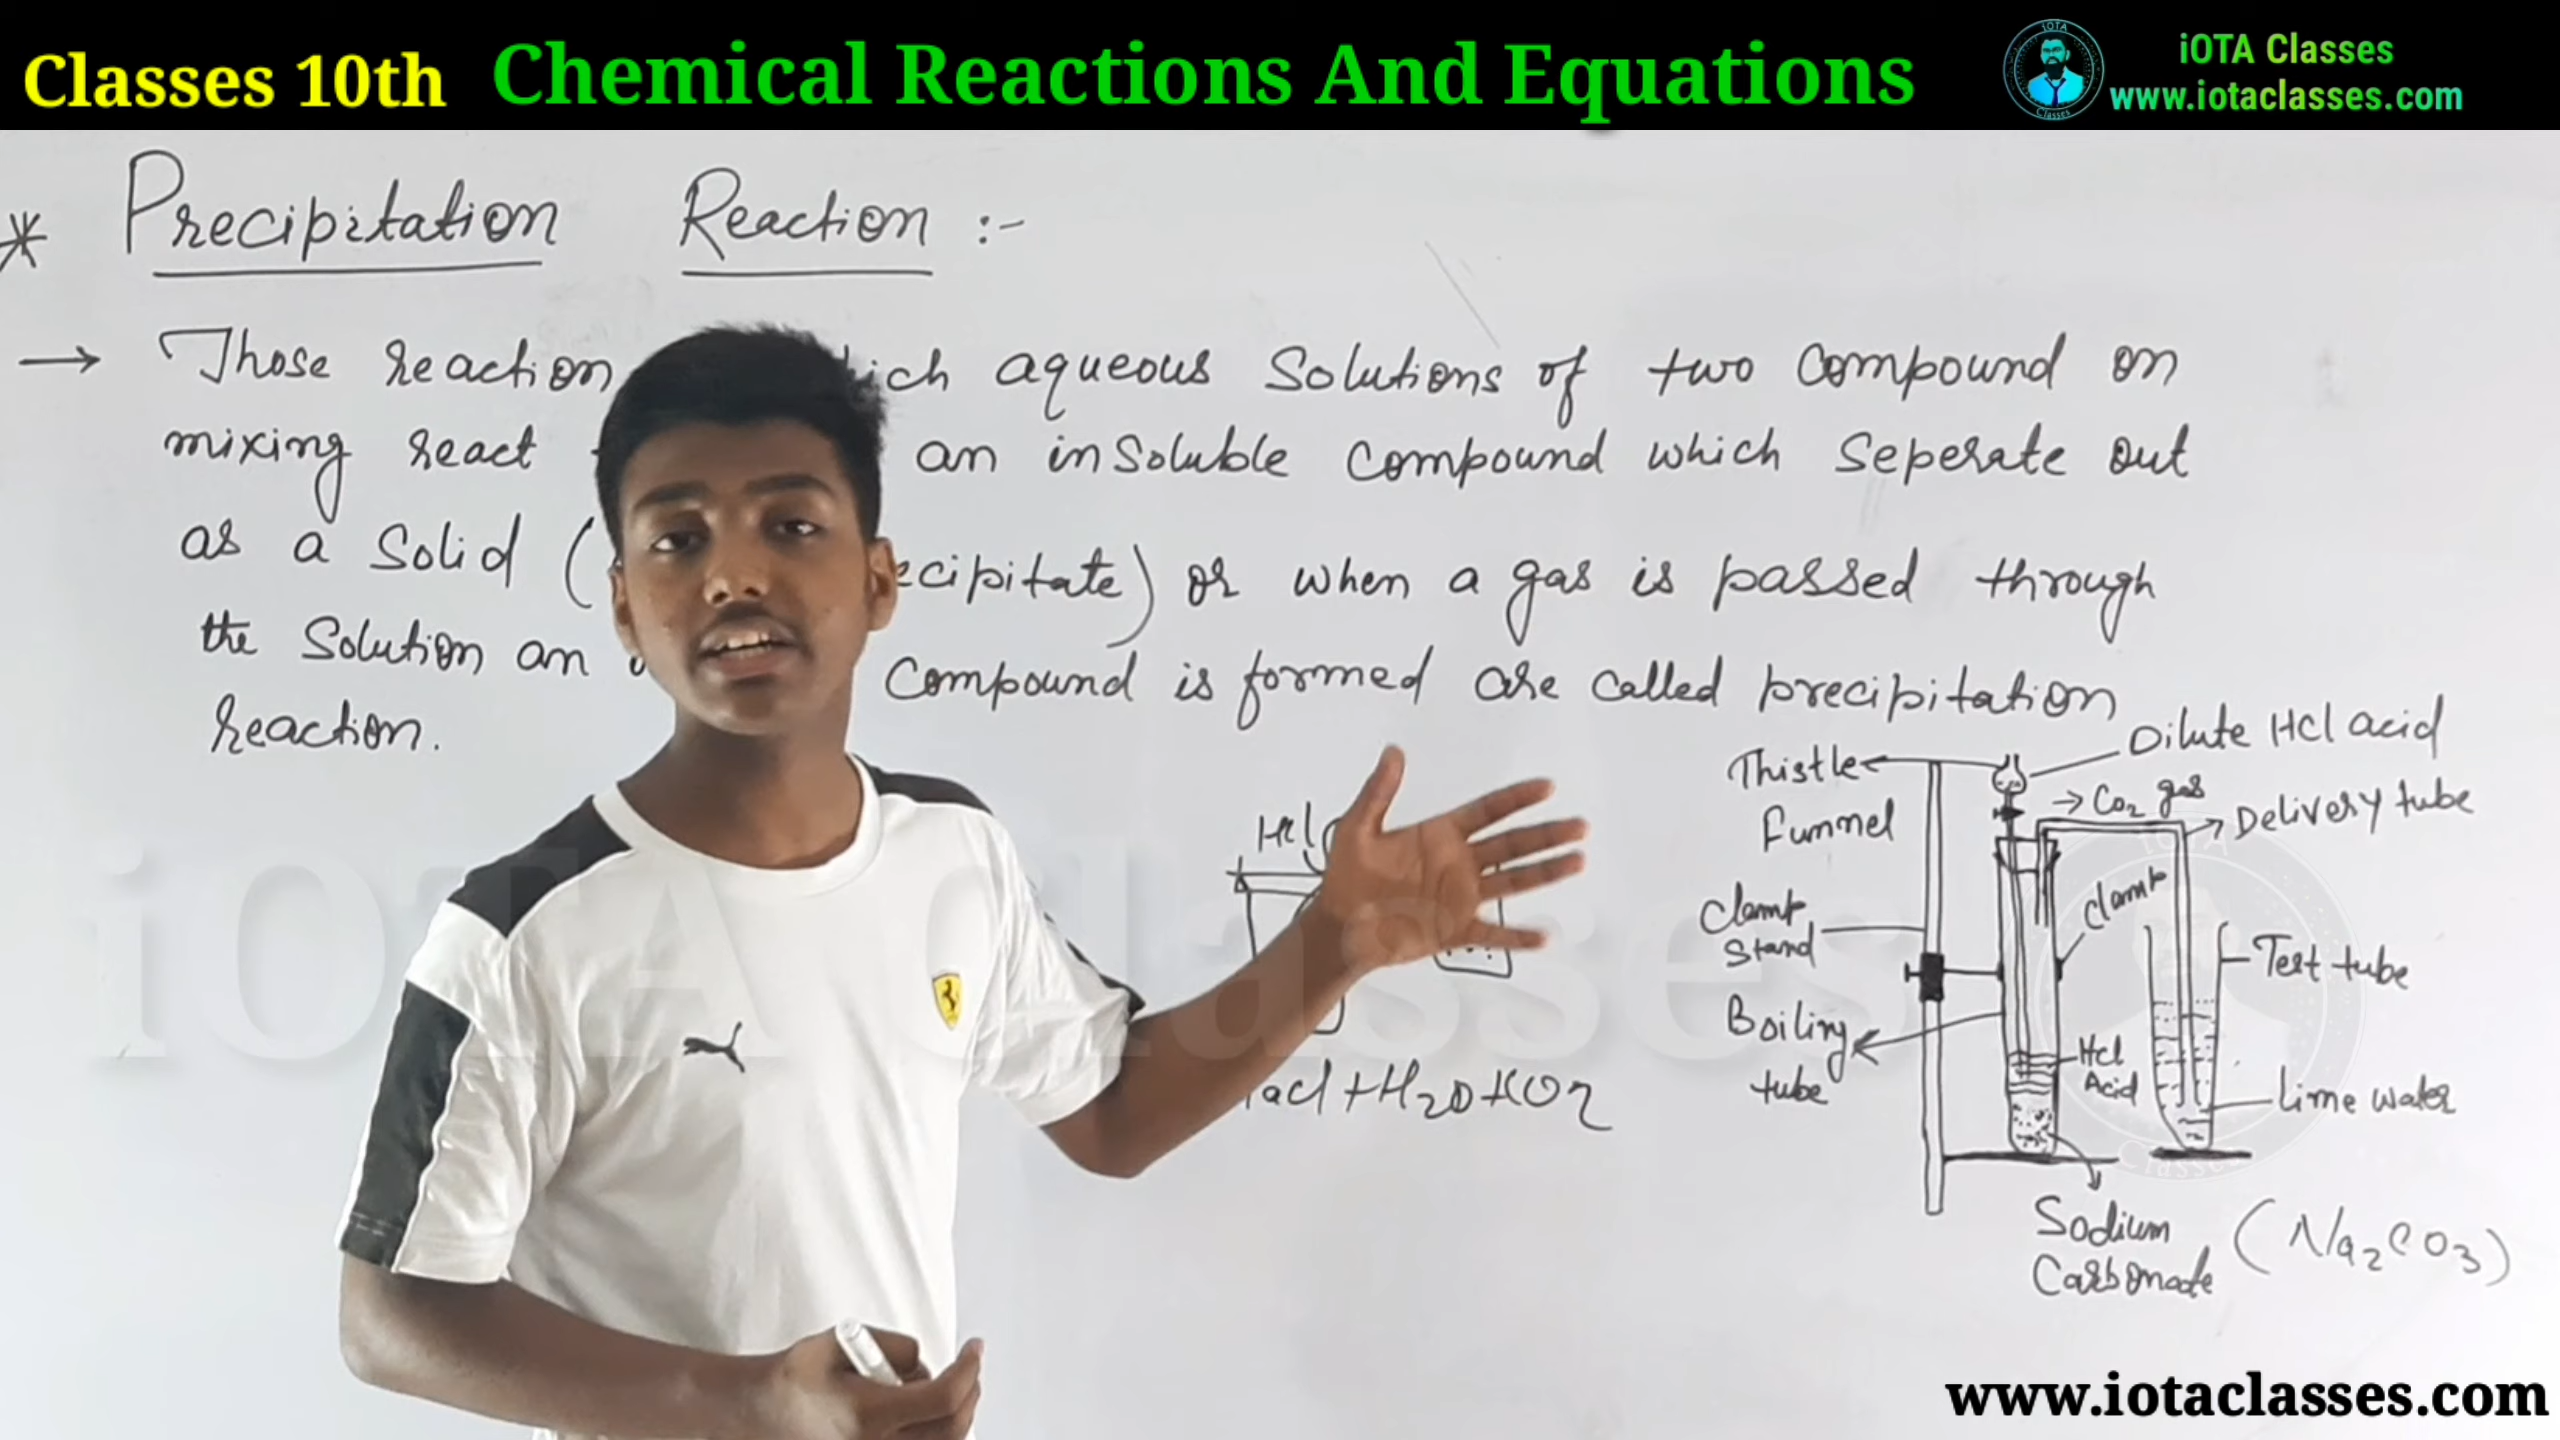 Classes 10th Chemical Reactions And Equations
iOTA Classes
www.iotaclasses.com
* Precipitation Reaction :-
→ Those reaction ich aqueous Solutions of two Compound on
mixing react an insoluble Compound which seperate out
as a Solid ( ecipitate) or when a gas is passed through
the Solution an Compound is formed are called precipitation
reaction.
Dilute HCl acid
Thistle
Funnel
→ CO2 gas
Delivery tube
HCl
Clamp
Stand
Clamp
Test tube
Boiling
tube
HCl
Acid
Lime water
acl + H2O + CO2
Sodium
Carbonate
(Na2CO3)
iOTA Classes
www.iotaclasses.com